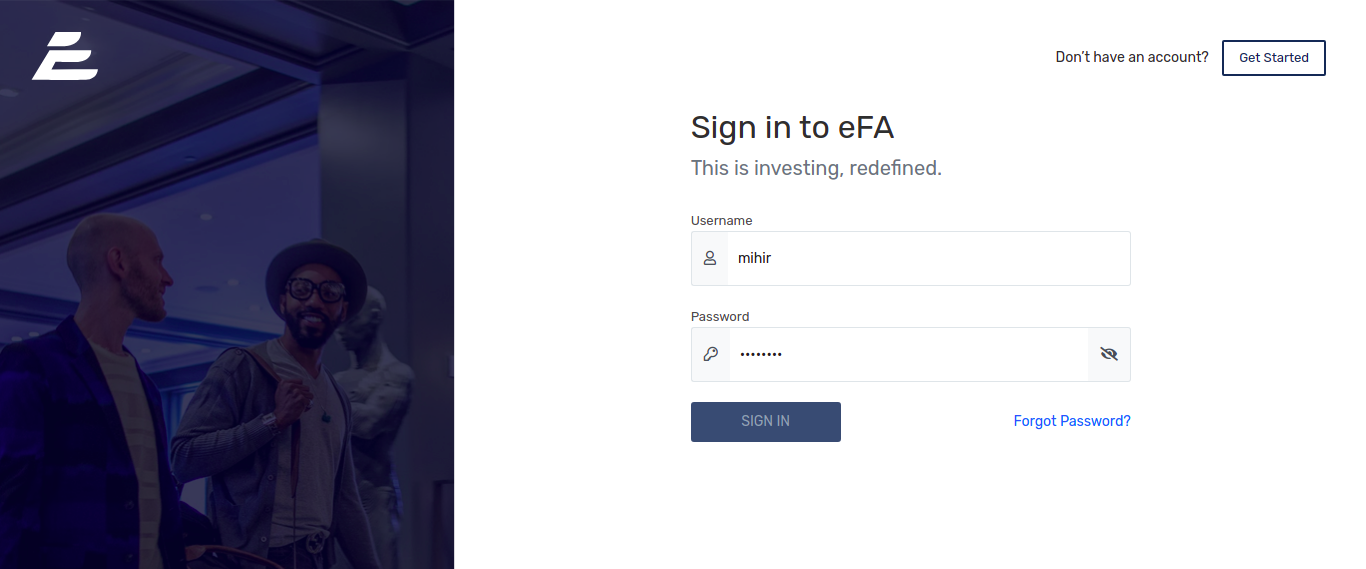 Don’t have an account?
Get Started
Sign in to eFA
This is investing, redefined.
Username
mihir
Password
••••••••
SIGN IN
Forgot Password?